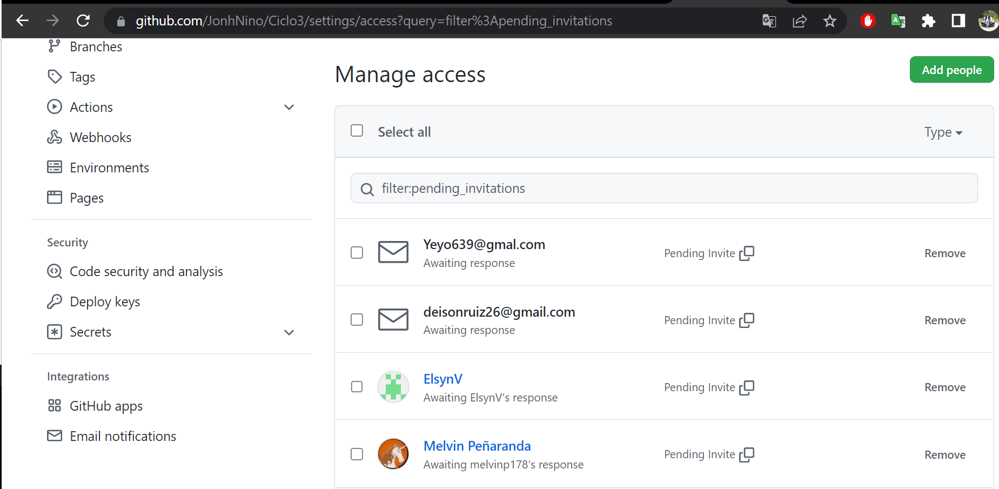 github.com/JonhNino/Ciclo3/settings/access?query=filter%3Apending_invitations
Branches
Tags
Actions
Webhooks
Environments
Pages
Security
Code security and analysis
Deploy keys
Secrets
Integrations
GitHub apps
Email notifications
Manage access
Add people
Select all
Type
filter:pending_invitations
Yeyo639@gmal.com
Awaiting response
Pending Invite
Remove
deisonruiz26@gmail.com
Awaiting response
Pending Invite
Remove
ElsynV
Awaiting ElsynV’s response
Pending Invite
Remove
Melvin Peñaranda
Awaiting melvinp178’s response
Pending Invite
Remove